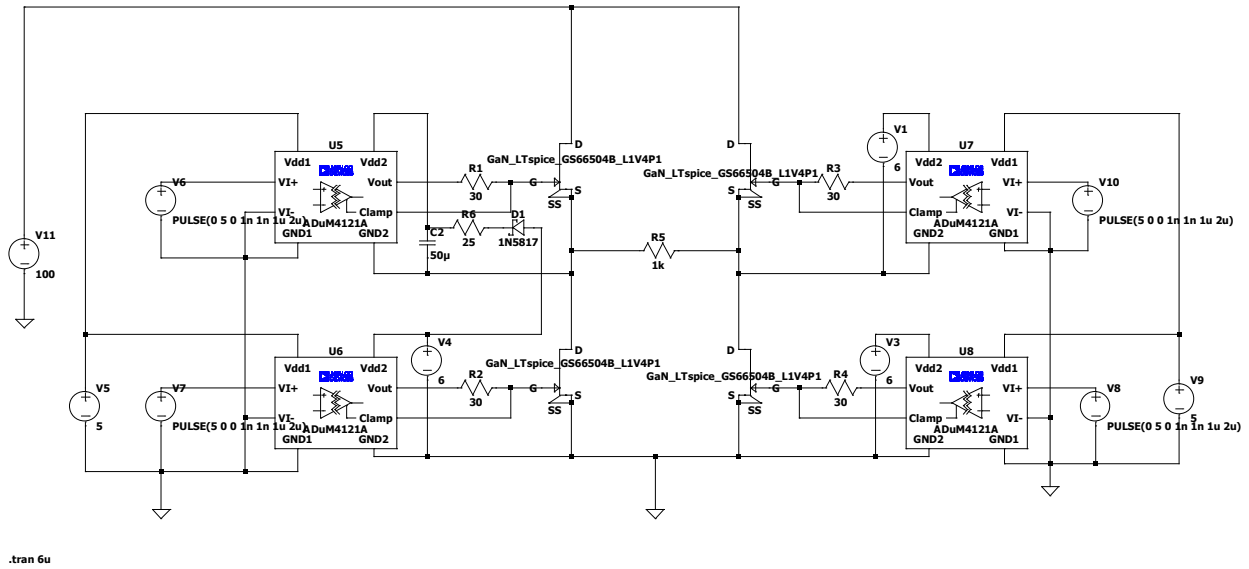 V1
6
D
D
U5
U7
GaN_LTspice_GS66504B_L1V4P1
Vdd1 Vdd2
Vdd2 Vdd1
GaN_LTspice_GS66504B_L1V4P1
V6
VI+ Vout
R1
30
G
G
R3
30
Vout VI+
V10
VI-
Clamp
S
S
SS
SS
Clamp
VI-
PULSE(0 5 0 1n 1n 1u 2u)
ADuM4121A
GND1 GND2
R6
25
D1
1N5817
ADuM4121A
GND2 GND1
PULSE(5 0 0 1n 1n 1u 2u)
V11
100
C2
50µ
R5
1k
U6
V4
6
D
D
V3
6
U8
GaN_LTspice_GS66504B_L1V4P1
Vdd1 Vdd2
Vdd2 Vdd1
GaN_LTspice_GS66504B_L1V4P1
V5
5
V7
VI+ Vout
R2
30
G
G
R4
30
Vout VI+
V8
V9
5
VI-
Clamp
S
S
SS
SS
Clamp
VI-
PULSE(5 0 0 1n 1n 1u 2u)
ADuM4121A
GND1 GND2
ADuM4121A
GND2 GND1
PULSE(0 5 0 1n 1n 1u 2u)
.tran 6u